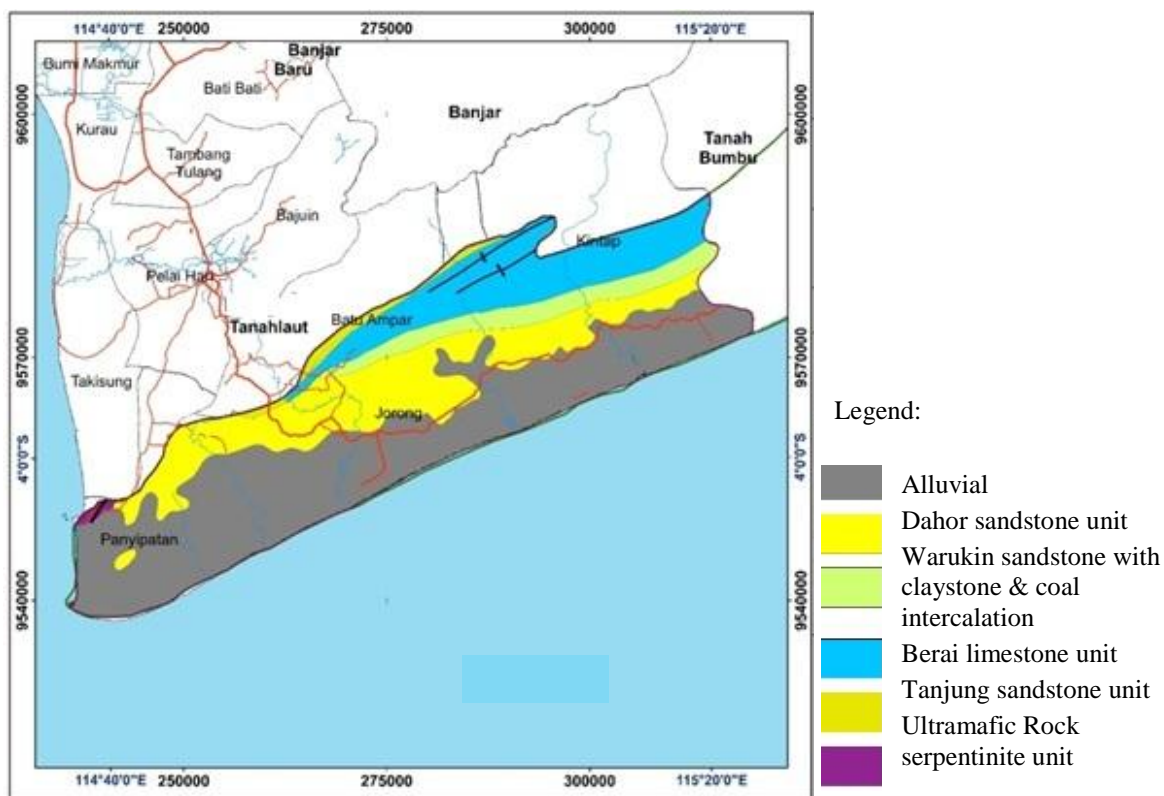 114°40'0"E 250000 275000 300000 115°20'0"E
Bumi Makmur
Banjar
Baru
Bati Bati
Banjar
9600000
9600000
Kurau
Tanah
Bumbu
Tambang
Tulang
Bajuin
Kintap
Pelai Hari
Tanahlaut
Batu Ampar
9570000
9570000
Takisung
Jorong
4°0'0"S
4°0'0"S
Panyipatan
9540000
9540000
114°40'0"E 250000 275000 300000 115°20'0"E
Legend:
Alluvial
Dahor sandstone unit
Warukin sandstone with
claystone & coal
intercalation
Berai limestone unit
Tanjung sandstone unit
Ultramafic Rock
serpentinite unit